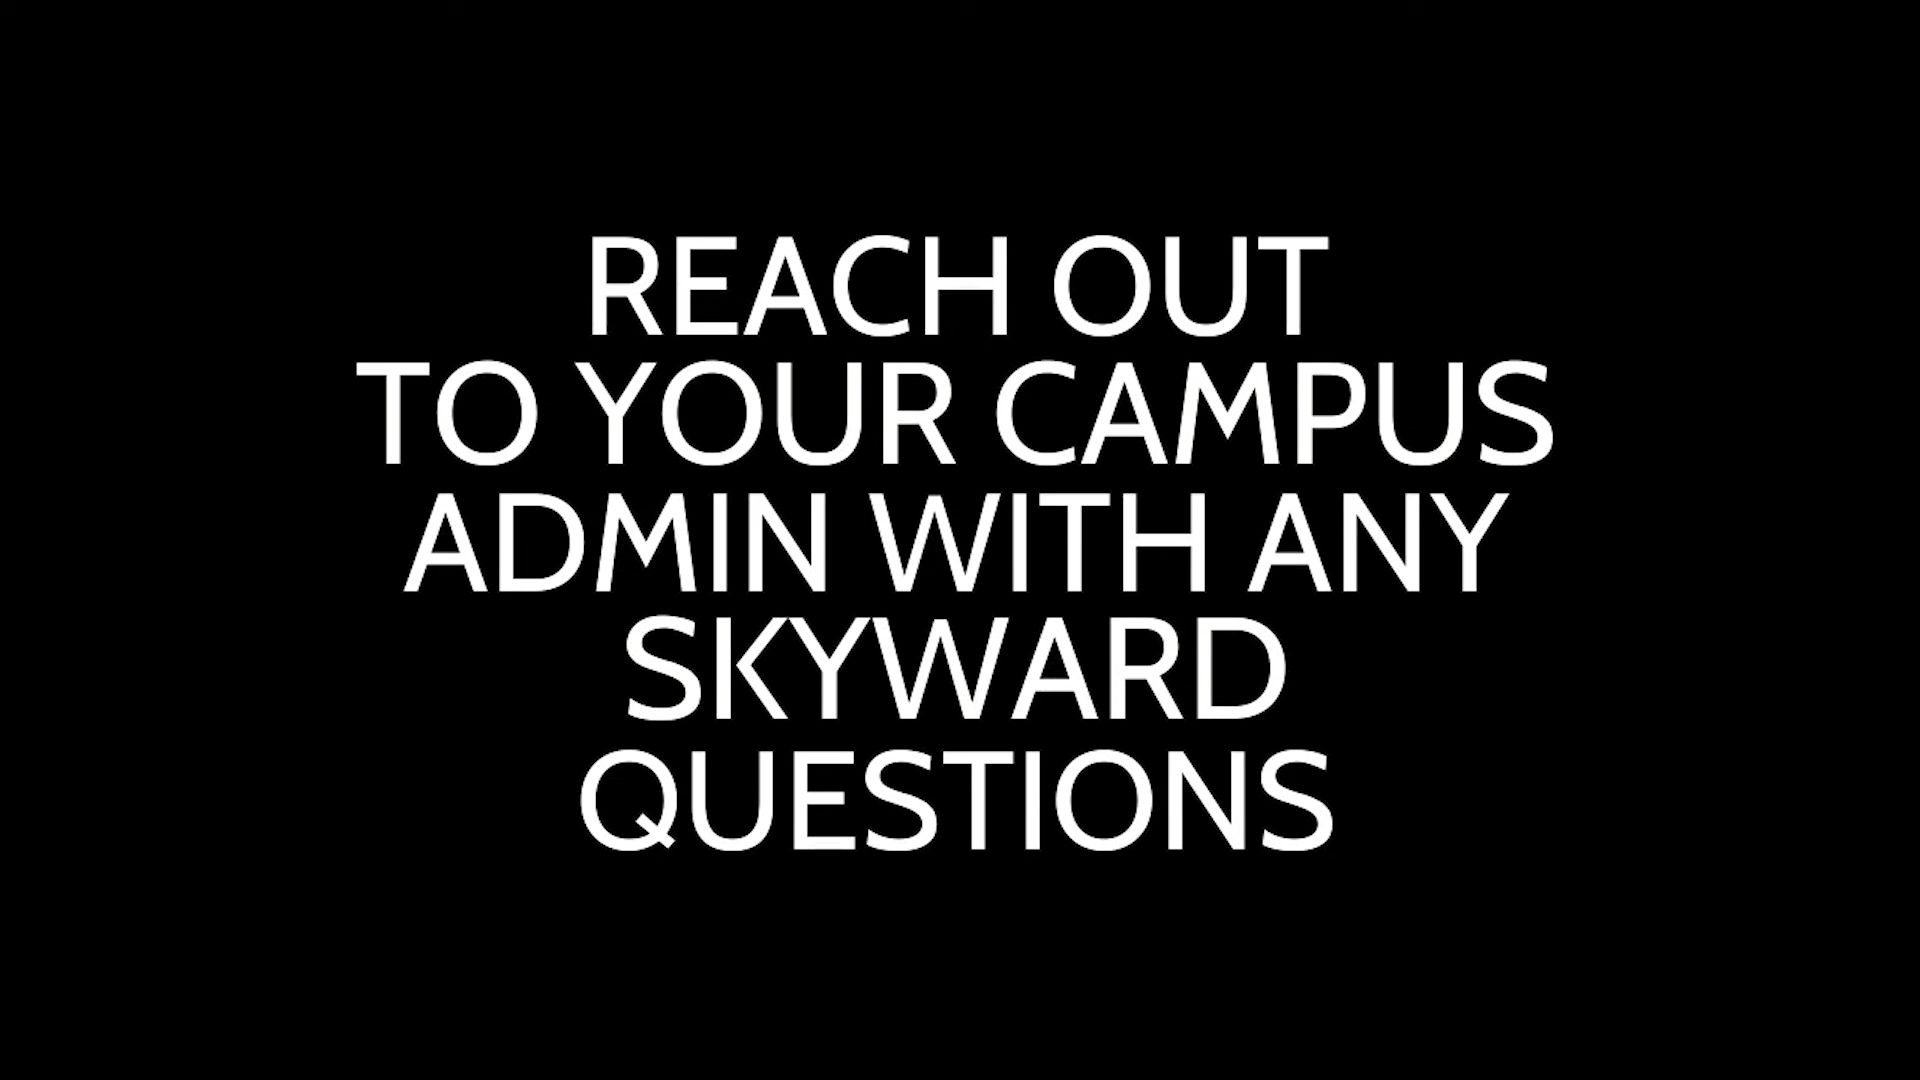 REACH OUT
TO YOUR CAMPUS
ADMIN WITH ANY
SKYWARD
QUESTIONS